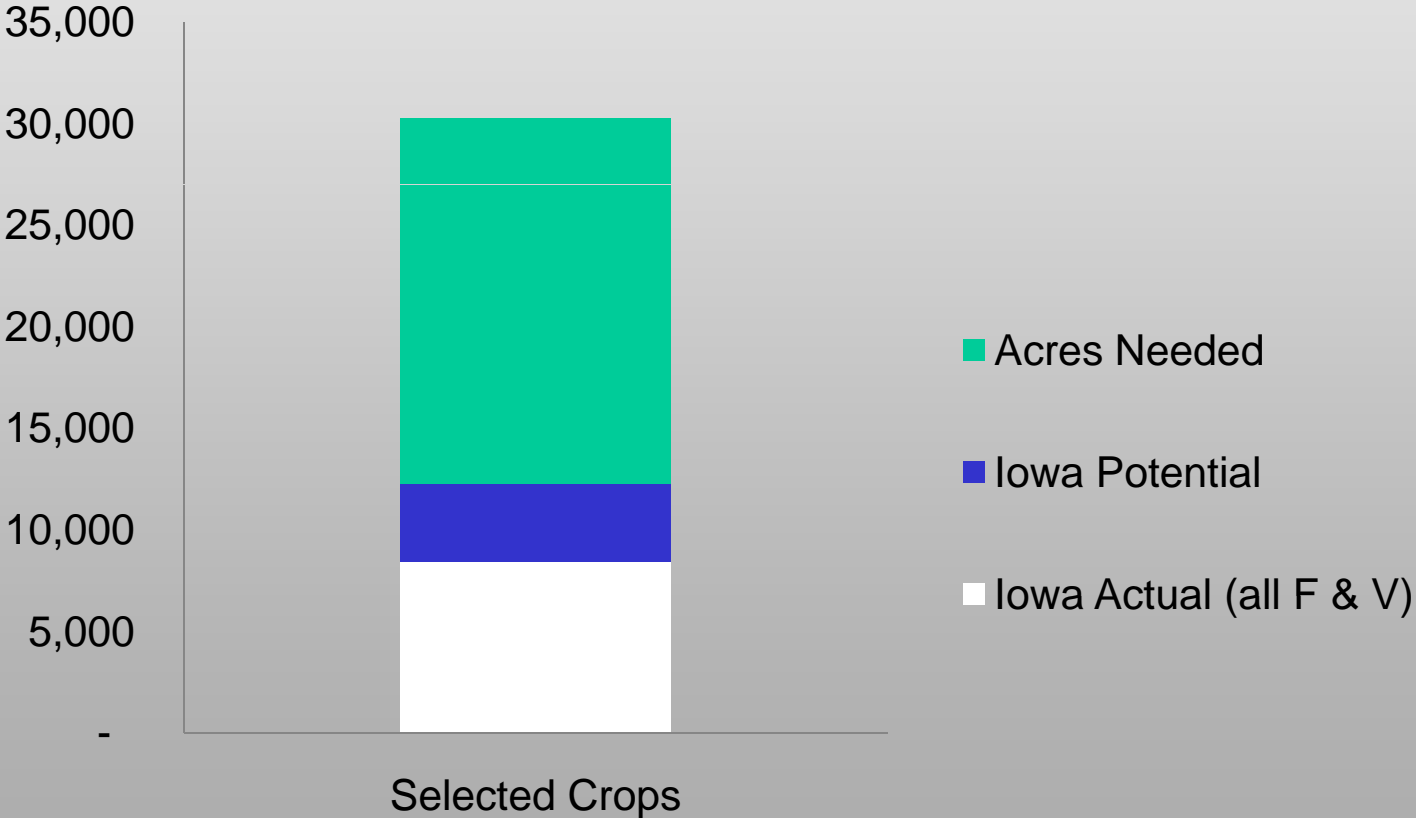 35,000
30,000
25,000
20,000
15,000
10,000
5,000
-
Selected Crops
Acres Needed
Iowa Potential
Iowa Actual (all F & V)